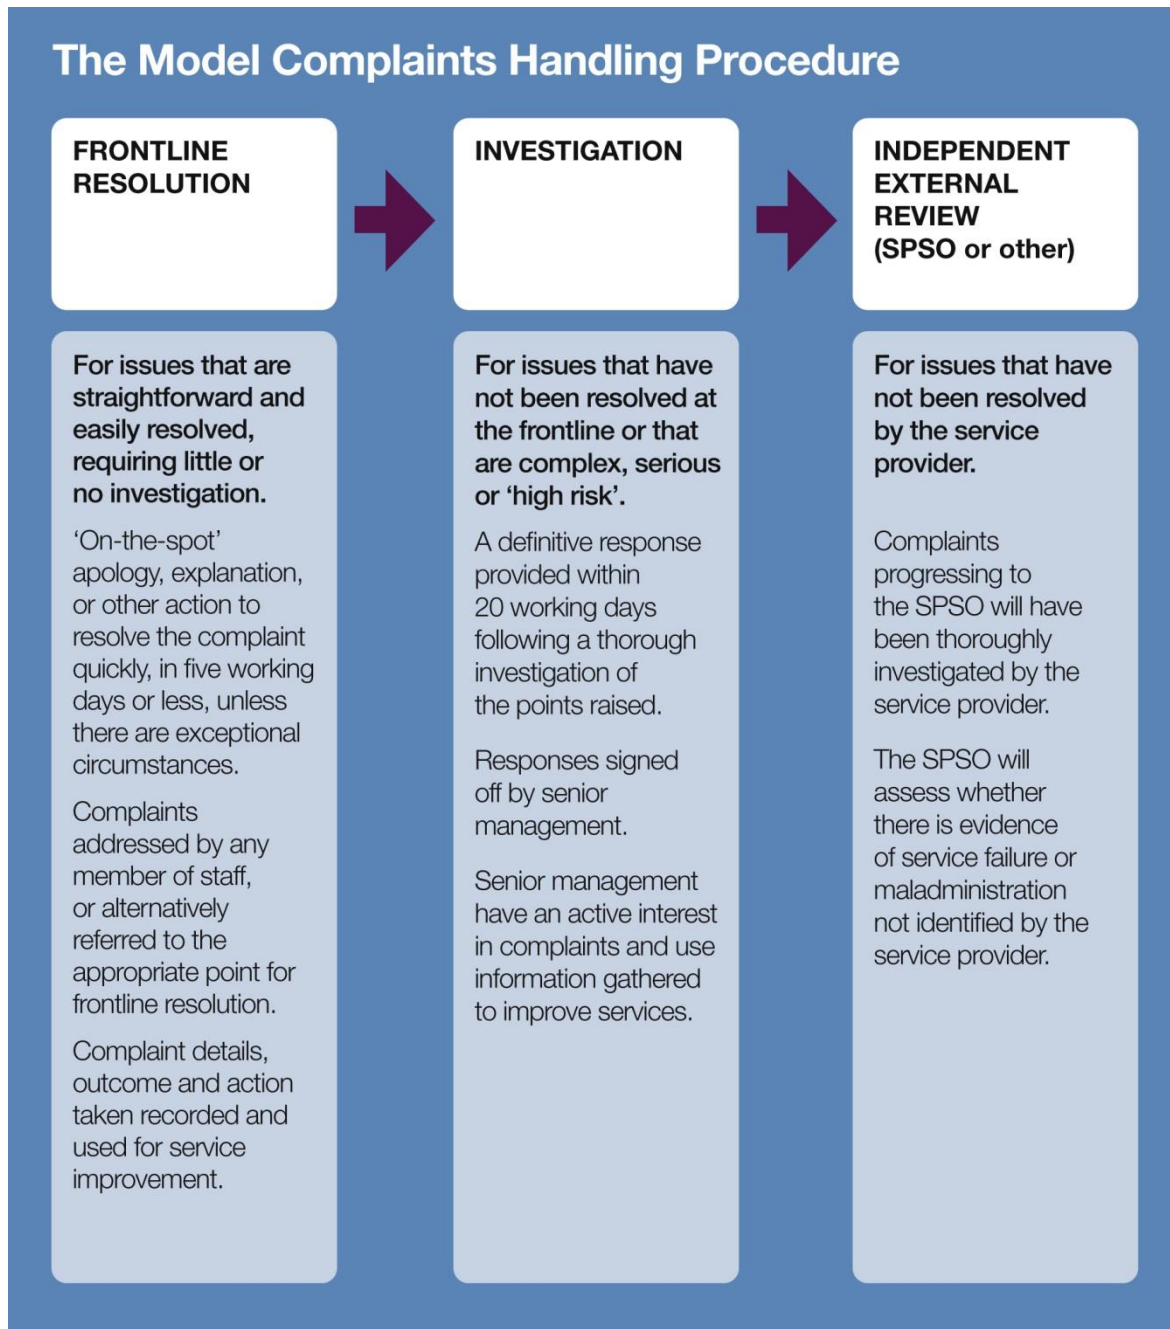 The Model Complaints Handling Procedure
FRONTLINE
RESOLUTION
For issues that are
straightforward and
easily resolved,
requiring little or
no investigation.
‘On-the-spot’
apology, explanation,
or other action to
resolve the complaint
quickly, in five working
days or less, unless
there are exceptional
circumstances.
Complaints
addressed by any
member of staff,
or alternatively
referred to the
appropriate point for
frontline resolution.
Complaint details,
outcome and action
taken recorded and
used for service
improvement.
INVESTIGATION
For issues that have
not been resolved at
the frontline or that
are complex, serious
or ‘high risk’.
A definitive response
provided within
20 working days
following a thorough
investigation of
the points raised.
Responses signed
off by senior
management.
Senior management
have an active interest
in complaints and use
information gathered
to improve services.
INDEPENDENT
EXTERNAL
REVIEW
(SPSO or other)
For issues that have
not been resolved
by the service
provider.
Complaints
progressing to
the SPSO will have
been thoroughly
investigated by the
service provider.
The SPSO will
assess whether
there is evidence
of service failure or
maladministration
not identified by the
service provider.